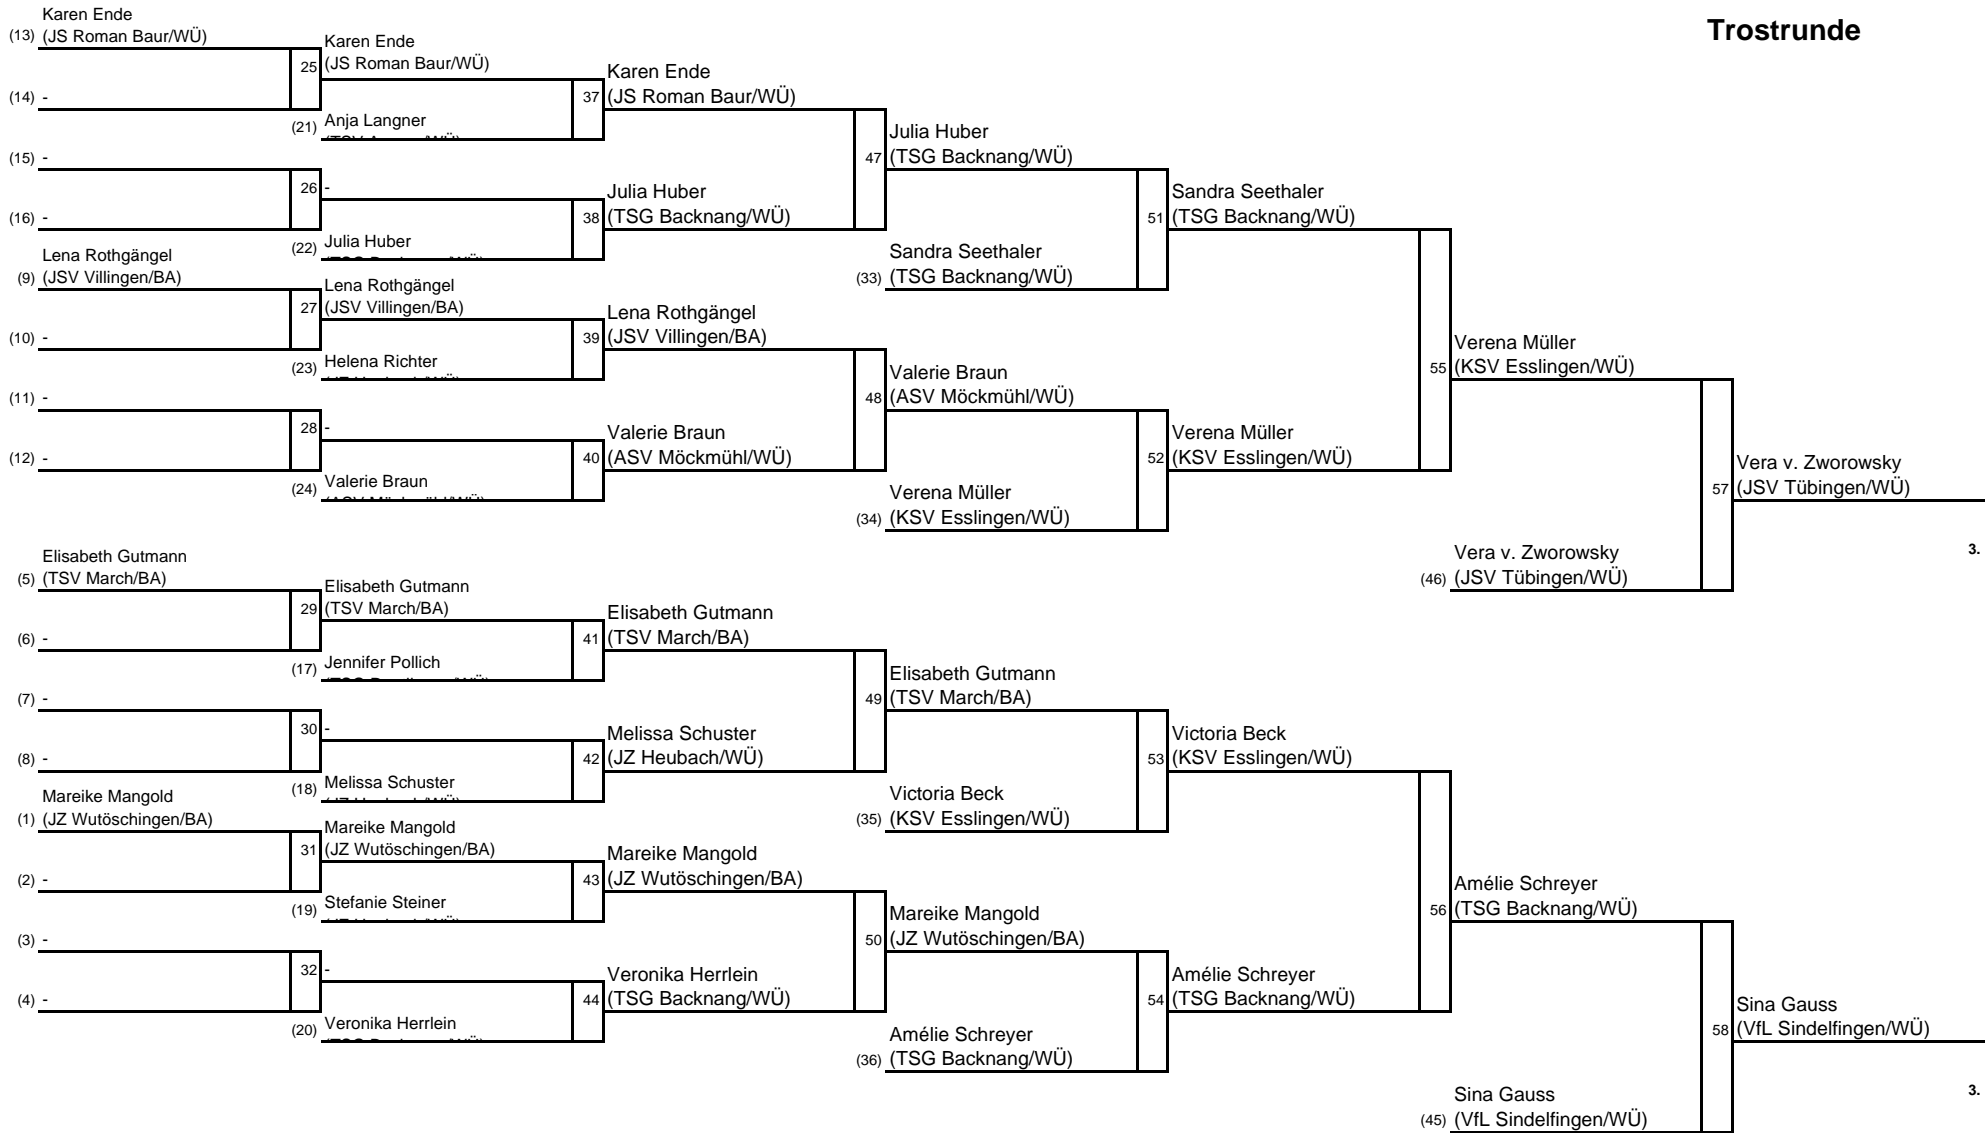 Trostrunde
Karen Ende
(13) (JS Roman Baur/WÜ)
(14) -
(15) -
(16) -
Lena Rothgängel
(9) (JSV Villingen/BA)
(10) -
(11) -
(12) -
Elisabeth Gutmann
(5) (TSV March/BA)
(6) -
(7) -
(8) -
Mareike Mangold
(1) (JZ Wutöschingen/BA)
(2) -
(3) -
(4) -
Karen Ende
25 (JS Roman Baur/WÜ)
(21) Anja Langner
26 -
(22) Julia Huber
Lena Rothgängel
27 (JSV Villingen/BA)
(23) Helena Richter
28 -
(24) Valerie Braun
Elisabeth Gutmann
29 (TSV March/BA)
(17) Jennifer Pollich
30 -
(18) Melissa Schuster
Mareike Mangold
31 (JZ Wutöschingen/BA)
(19) Stefanie Steiner
32 -
(20) Veronika Herrlein
Karen Ende
37 (JS Roman Baur/WÜ)
Julia Huber
38 (TSG Backnang/WÜ)
Lena Rothgängel
39 (JSV Villingen/BA)
Valerie Braun
40 (ASV Möckmühl/WÜ)
Elisabeth Gutmann
41 (TSV March/BA)
Melissa Schuster
42 (JZ Heubach/WÜ)
Mareike Mangold
43 (JZ Wutöschingen/BA)
Veronika Herrlein
44 (TSG Backnang/WÜ)
Julia Huber
47 (TSG Backnang/WÜ)
Sandra Seethaler
(33) (TSG Backnang/WÜ)
Valerie Braun
48 (ASV Möckmühl/WÜ)
Verena Müller
(34) (KSV Esslingen/WÜ)
Elisabeth Gutmann
49 (TSV March/BA)
Victoria Beck
(35) (KSV Esslingen/WÜ)
Mareike Mangold
50 (JZ Wutöschingen/BA)
Amélie Schreyer
(36) (TSG Backnang/WÜ)
Sandra Seethaler
51 (TSG Backnang/WÜ)
Verena Müller
52 (KSV Esslingen/WÜ)
Victoria Beck
53 (KSV Esslingen/WÜ)
Amélie Schreyer
54 (TSG Backnang/WÜ)
Verena Müller
55 (KSV Esslingen/WÜ)
Vera v. Zworowsky
(46) (JSV Tübingen/WÜ)
Amélie Schreyer
56 (TSG Backnang/WÜ)
Sina Gauss
(45) (VfL Sindelfingen/WÜ)
Vera v. Zworowsky
57 (JSV Tübingen/WÜ)
3.
Sina Gauss
58 (VfL Sindelfingen/WÜ)
3.